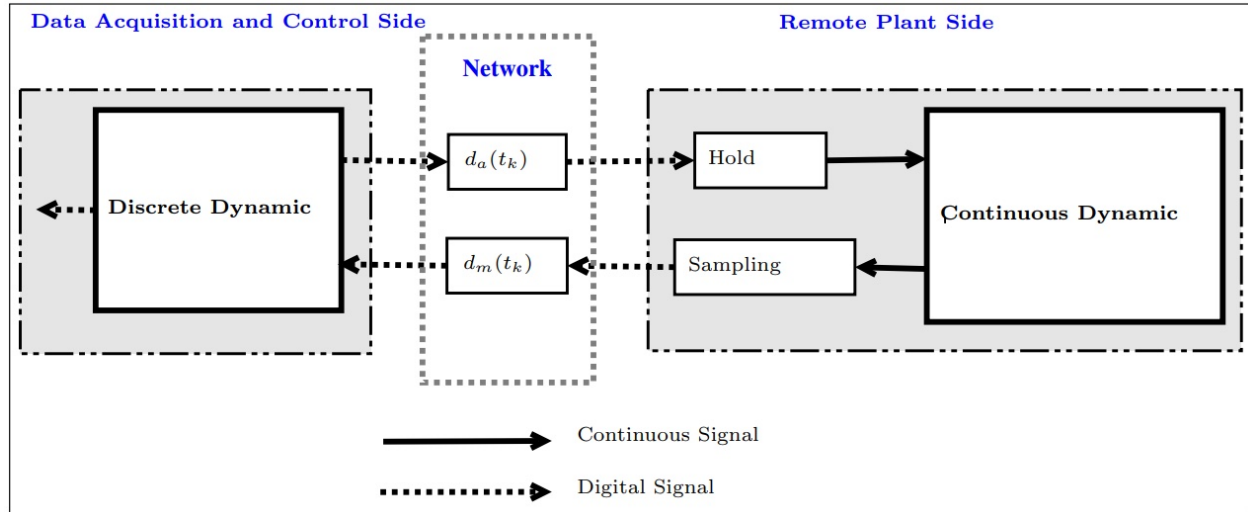 Data Acquisition and Control Side
Remote Plant Side
Network
d_a(t_k)
Hold
Discrete Dynamic
Continuous Dynamic
d_m(t_k)
Sampling
Continuous Signal
Digital Signal